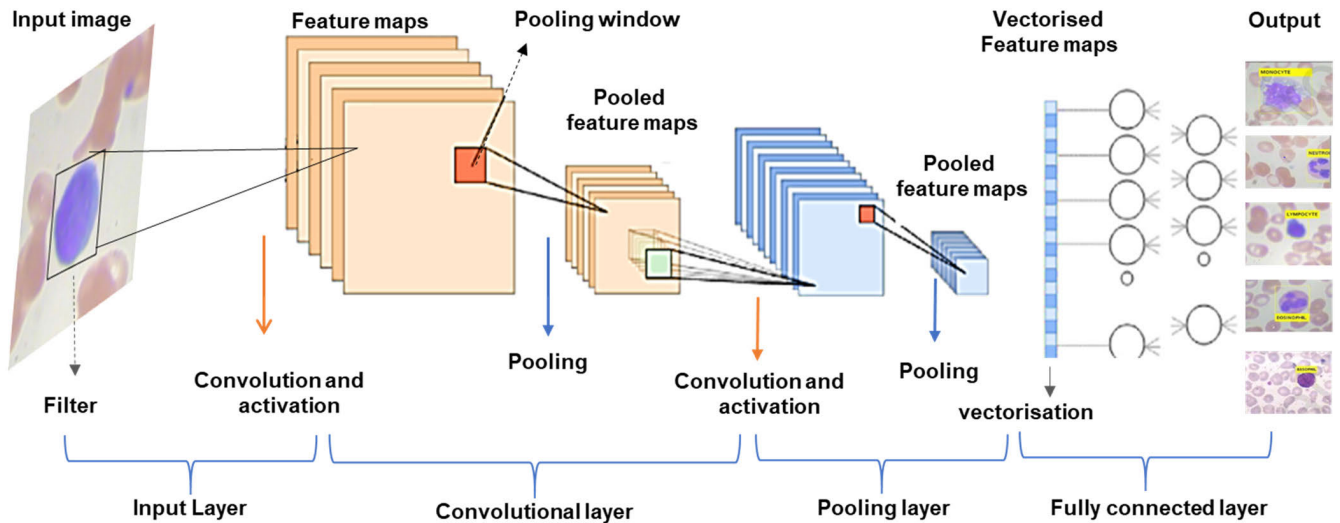 Input image
Feature maps
Pooling window
Vectorised
Feature maps
Output
Pooled
feature maps
Pooled
feature maps
MONOCYTE
LYMPOCYTE
Filter
Convolution and
activation
Pooling
Convolution and
activation
Pooling
vectorisation
Input Layer
Convolutional layer
Pooling layer
Fully connected layer